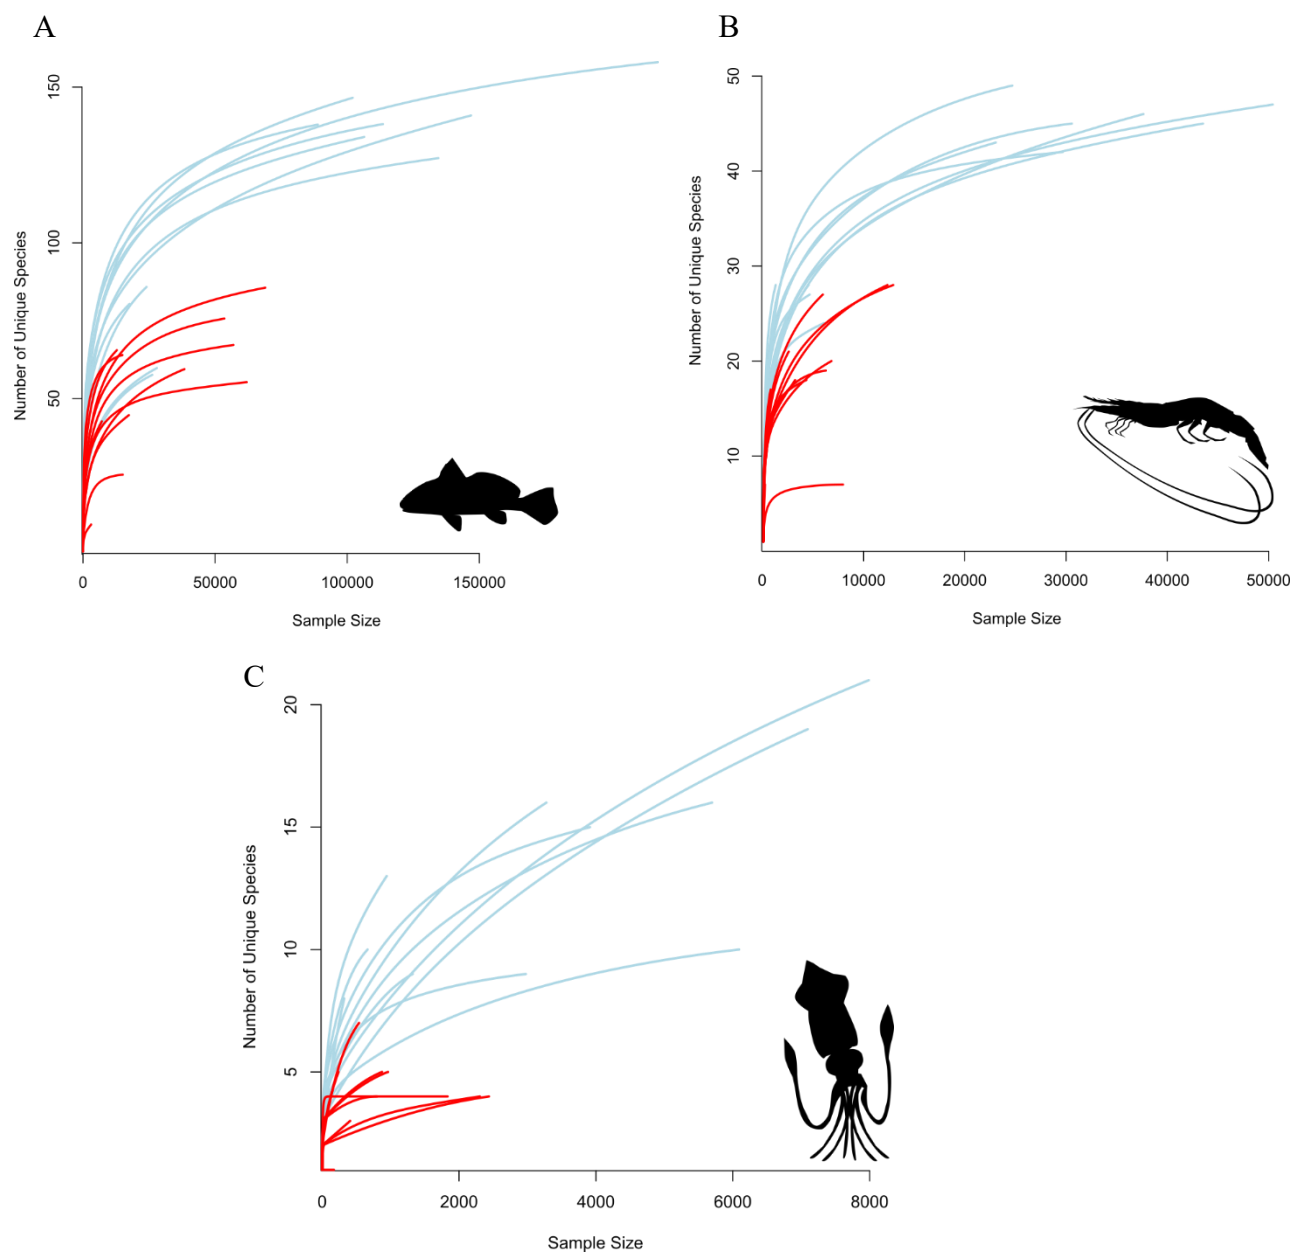 A
Number of Unique Species
150
100
50
0 50000 100000 150000
Sample Size
B
Number of Unique Species
50
40
30
20
10
0 10000 20000 30000 40000 50000
Sample Size
C
Number of Unique Species
20
15
10
5
0 2000 4000 6000 8000
Sample Size